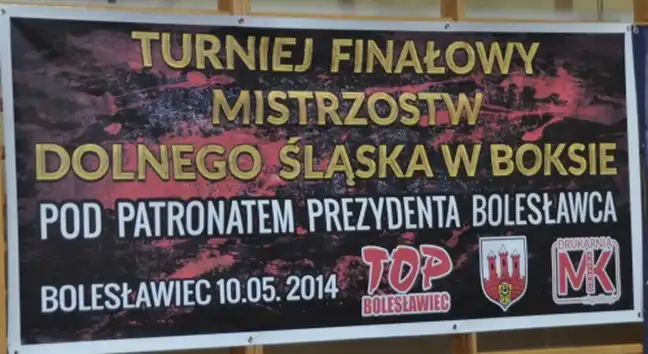 TURNIEJ FINAŁOWY
MISTRZOSTW
DOLNEGO ŚLĄSKA W BOKSIE
POD PATRONATEM PREZYDENTA BOLESŁAWCA
BOLESŁAWIEC 10.05. 2014
TOP
BOLESŁAWIEC
DRUKARNIA
MK